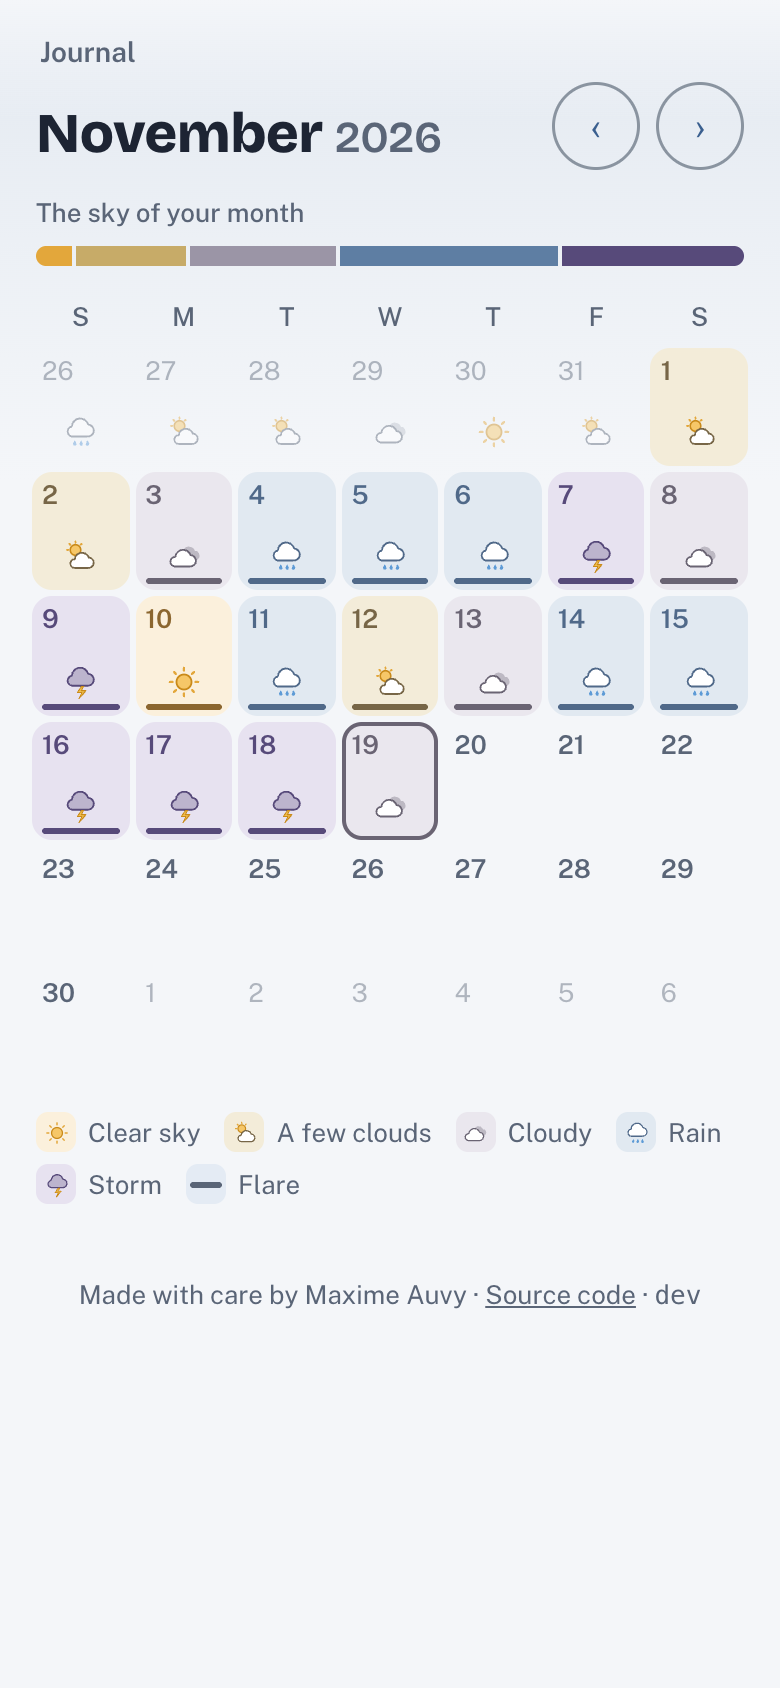 Journal
November 2026
‹ ›
The sky of your month
S M T W T F S
26 27 28 29 30 31 1
2 3 4 5 6 7 8
9 10 11 12 13 14 15
16 17 18 19 20 21 22
23 24 25 26 27 28 29
30 1 2 3 4 5 6
Clear sky A few clouds Cloudy Rain
Storm Flare
Made with care by Maxime Auvy · Source code · dev